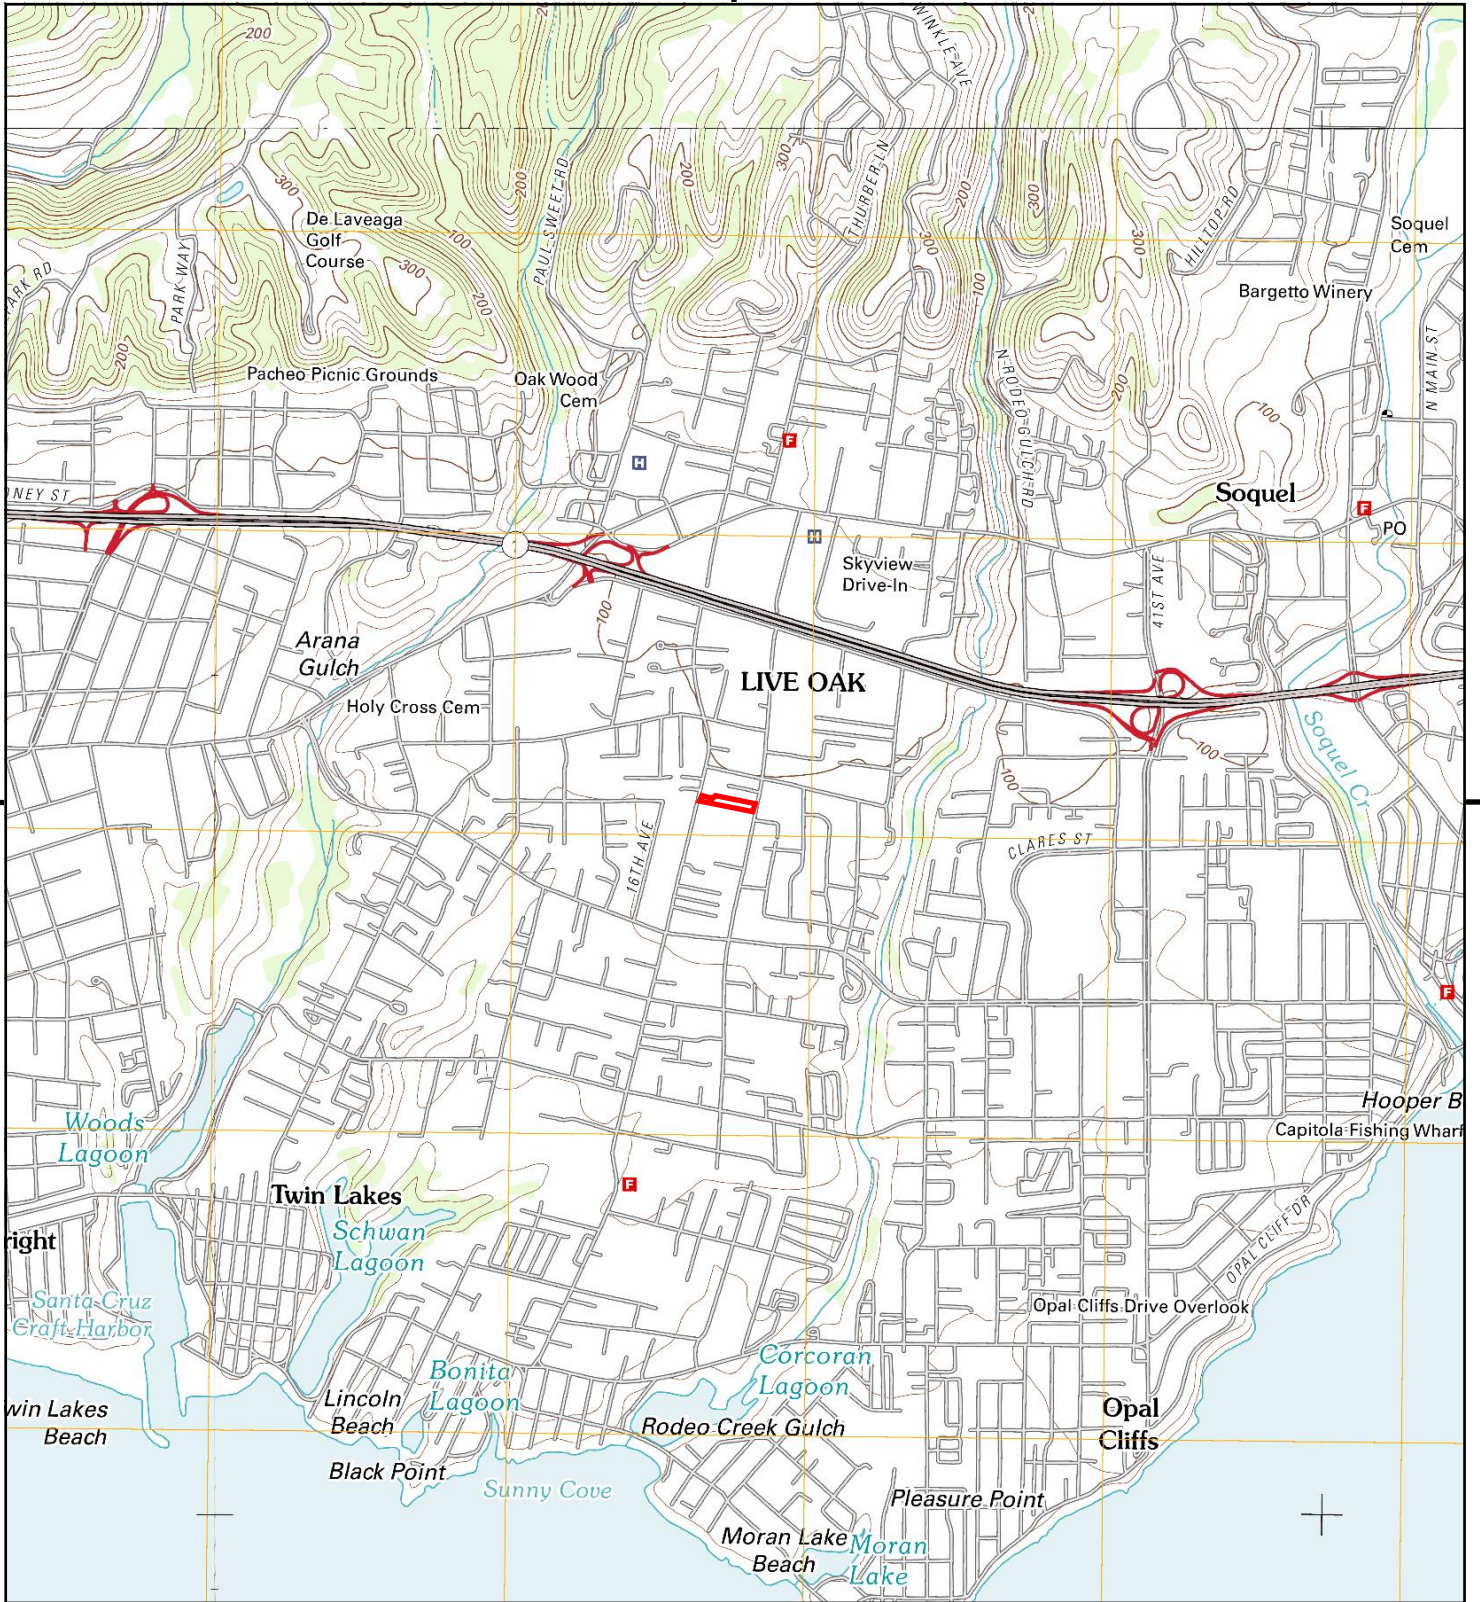 200
WINKLE AVE
PAUL SWEET RD
200
300
THURBER LN
300
200
200
300
De Laveaga
Golf
Course
100
300
200
PARK WAY
PARK RD
200
300
100
300
HILLTOP RD
Soquel
Cem
Bargetto Winery
N MAIN ST
Pacheo Picnic Grounds
Oak Wood
Cem
N RODEO GULCH RD
200
100
F
H
Soquel
F
PO
H
Skyview
Drive-In
41ST AVE
100
Arana
Gulch
LIVE OAK
Holy Cross Cem
Soquel Cr
100
100
CLARES ST
16TH AVE
F
Woods
Lagoon
Hooper B
Capitola Fishing Wharf
Twin Lakes
F
Schwan
Lagoon
right
OPAL CLIFF DR
Santa Cruz
Craft Harbor
Opal Cliffs Drive Overlook
Corcoran
Lagoon
Bonita
Lagoon
Lincoln
Beach
win Lakes
Beach
Rodeo Creek Gulch
Opal
Cliffs
Black Point
Sunny Cove
Pleasure Point
Moran Lake
Beach
Moran
Lake